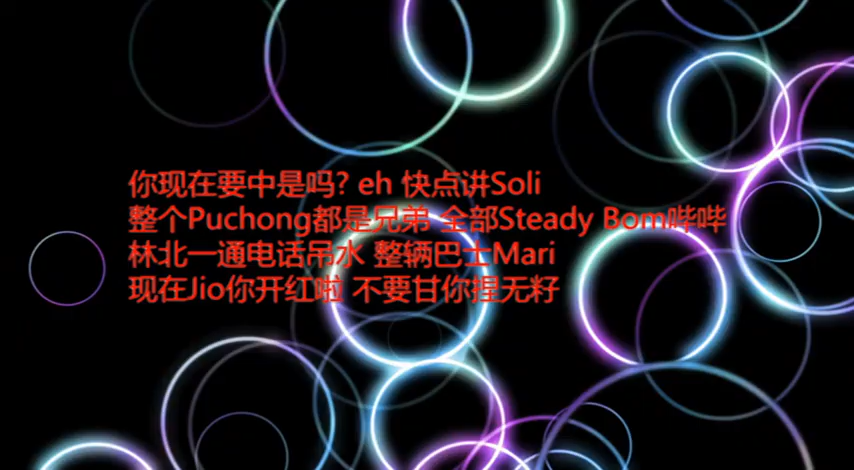 你现在要中是吗? eh 快点讲Soli
整个Puchong都是兄弟 全部Steady Bom哔哔
林北一通电话吊水 整辆巴士Mari
现在Jio你开红啦 不要甘你捏无籽